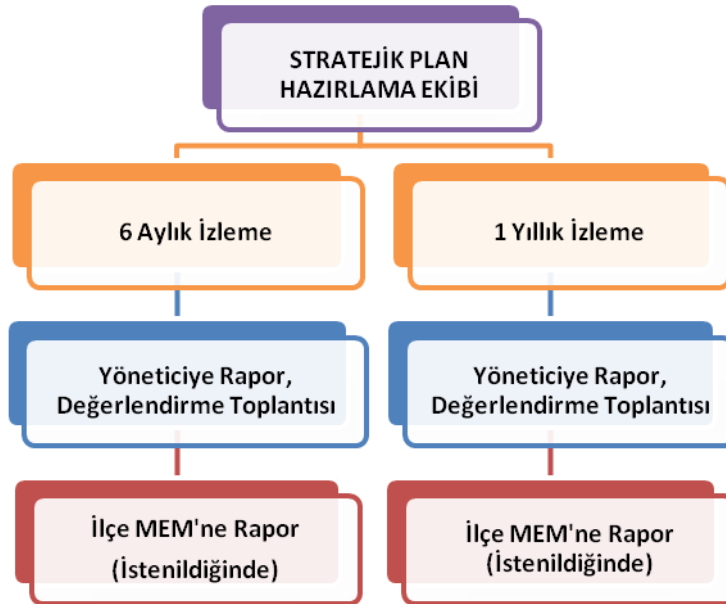 STRATEJİK PLAN
HAZIRLAMA EKİBİ
6 Aylık İzleme
1 Yıllık İzleme
Yöneticiye Rapor,
Değerlendirme Toplantısı
Yöneticiye Rapor,
Değerlendirme Toplantısı
İlçe MEM'ne Rapor
(İstenildiğinde)
İlçe MEM'ne Rapor
(İstenildiğinde)